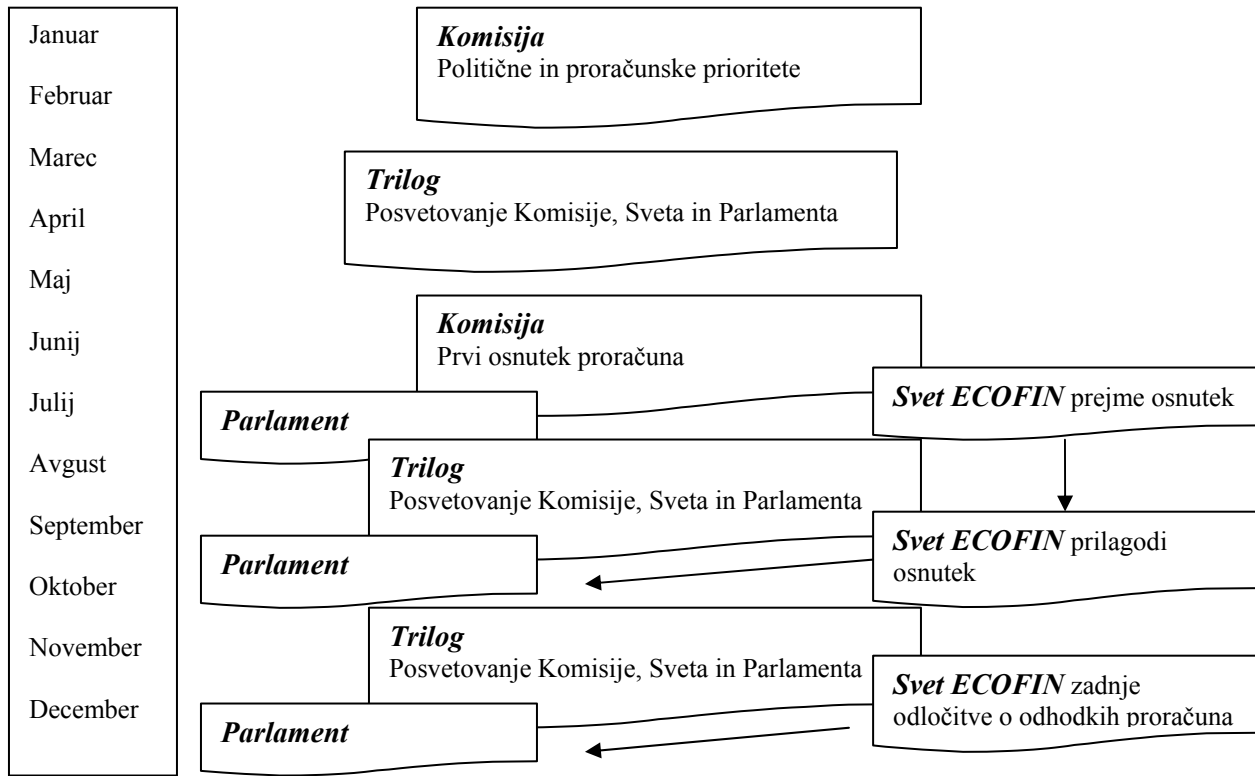 Januar
Februar
Marec
April
Maj
Junij
Julij
Avgust
September
Oktober
November
December
Komisija
Politične in proračunske prioritete
Trilog
Posvetovanje Komisije, Sveta in Parlamenta
Komisija
Prvi osnutek proračuna
Parlament
Svet ECOFIN prejme osnutek
Trilog
Posvetovanje Komisije, Sveta in Parlamenta
Parlament
Svet ECOFIN prilagodi
osnutek
Trilog
Posvetovanje Komisije, Sveta in Parlamenta
Parlament
Svet ECOFIN zadnje
odločitve o odhodkih proračuna